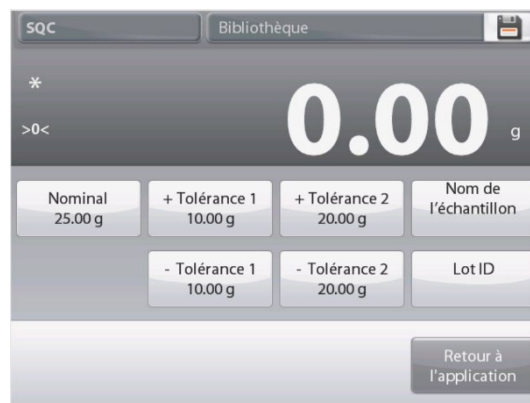 SQC
Bibliothèque
*
>0<
0.00 g
Nominal
25.00 g
+ Tolérance 1
10.00 g
+ Tolérance 2
20.00 g
Nom de
l'échantillon
- Tolérance 1
10.00 g
- Tolérance 2
20.00 g
Lot ID
Retour à
l'application